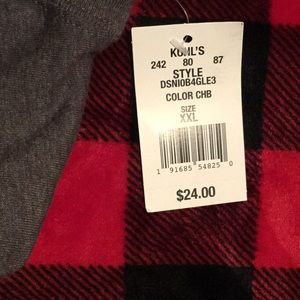 KOHL'S
242 80 87
STYLE
DSNI0B4GLE3
COLOR CHB
SIZE
XXL
1 91685 54825 0
$24.00